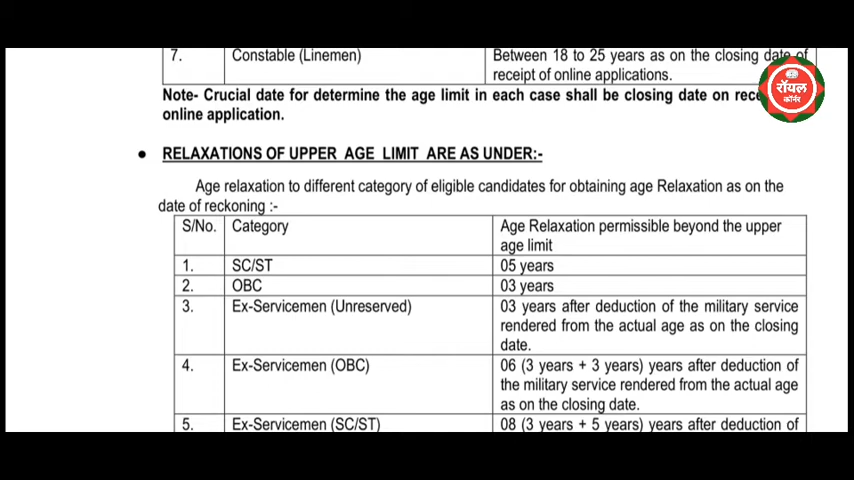 7. Constable (Linemen) Between 18 to 25 years as on the closing date of
receipt of online applications.
Note- Crucial date for determine the age limit in each case shall be closing date on
online application.
रॉयल
कॉर्नर
● RELAXATIONS OF UPPER AGE LIMIT ARE AS UNDER:-
Age relaxation to different category of eligible candidates for obtaining age Relaxation as on the
date of reckoning :-
S/No. Category Age Relaxation permissible beyond the upper
age limit
1. SC/ST 05 years
2. OBC 03 years
3. Ex-Servicemen (Unreserved) 03 years after deduction of the military service
rendered from the actual age as on the closing
date.
4. Ex-Servicemen (OBC) 06 (3 years + 3 years) years after deduction of
the military service rendered from the actual age
as on the closing date.
5. Ex-Servicemen (SC/ST) 08 (3 years + 5 years) years after deduction of